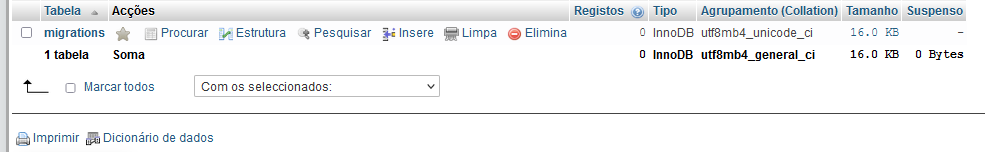 Tabela Acções Registos Tipo Agrupamento (Collation) Tamanho Suspenso
migrations Procurar Estrutura Pesquisar Insere Limpa Elimina 0 InnoDB utf8mb4_unicode_ci 16.0 KB -
1 tabela Soma 0 InnoDB utf8mb4_general_ci 16.0 KB 0 Bytes
Marcar todos Com os seleccionados:
Imprimir Dicionário de dados